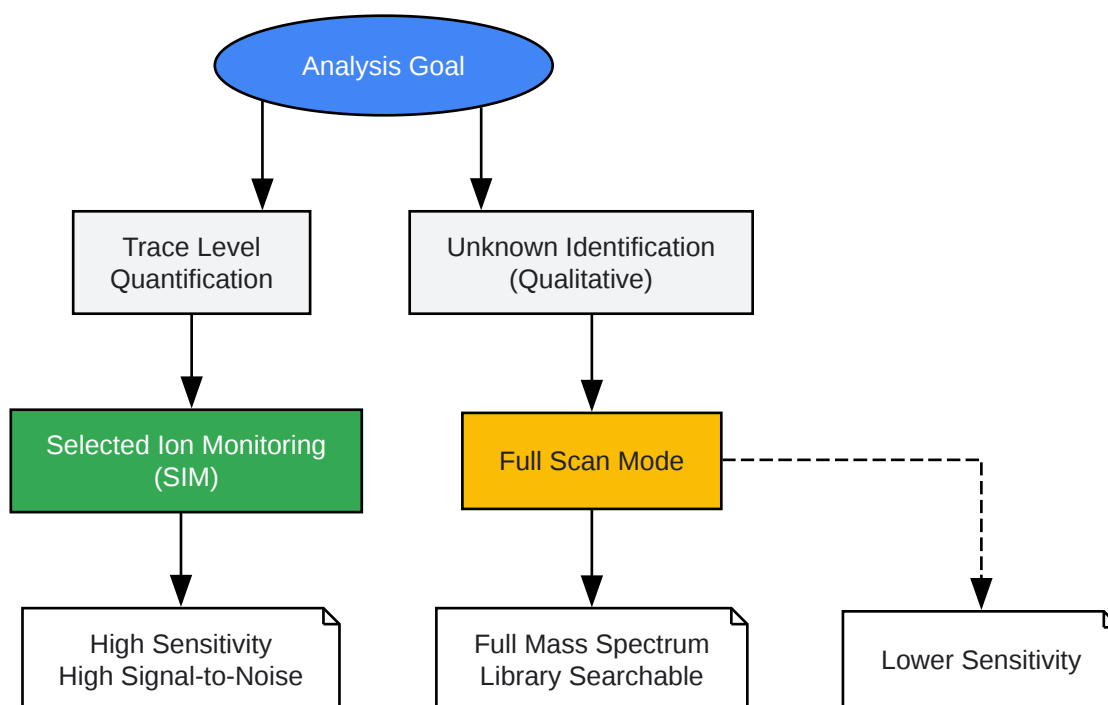 Analysis Goal
Trace Level
Quantification
Unknown Identification
(Qualitative)
Selected Ion Monitoring
(SIM)
Full Scan Mode
High Sensitivity
High Signal-to-Noise
Full Mass Spectrum
Library Searchable
Lower Sensitivity